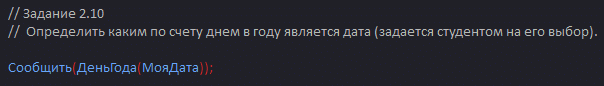 // Задание 2.10
//  Определить каким по счету днем в году является дата (задается студентом на его выбор).
Сообщить(ДеньГода(МояДата));